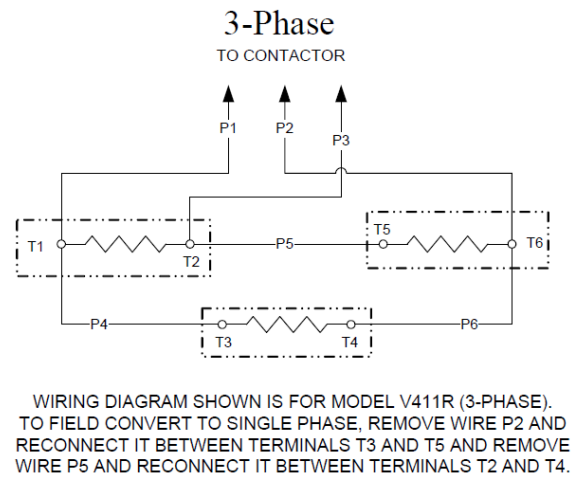 3-Phase
TO CONTACTOR
P1
P2
P3
T1
T2
P5
T5
T6
P4
T3
T4
P6
WIRING DIAGRAM SHOWN IS FOR MODEL V411R (3-PHASE).
TO FIELD CONVERT TO SINGLE PHASE, REMOVE WIRE P2 AND
RECONNECT IT BETWEEN TERMINALS T3 AND T5 AND REMOVE
WIRE P5 AND RECONNECT IT BETWEEN TERMINALS T2 AND T4.